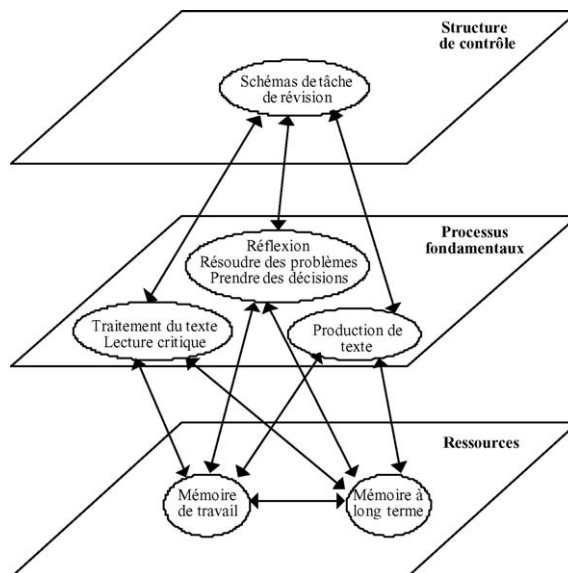 Structure
de contrôle
Schémas de tâche
de révision
Processus
fondamentaux
Réflexion
Résoudre des problèmes
Prendre des décisions
Traitement du texte
Lecture critique
Production de
texte
Ressources
Mémoire
de travail
Mémoire à
long terme